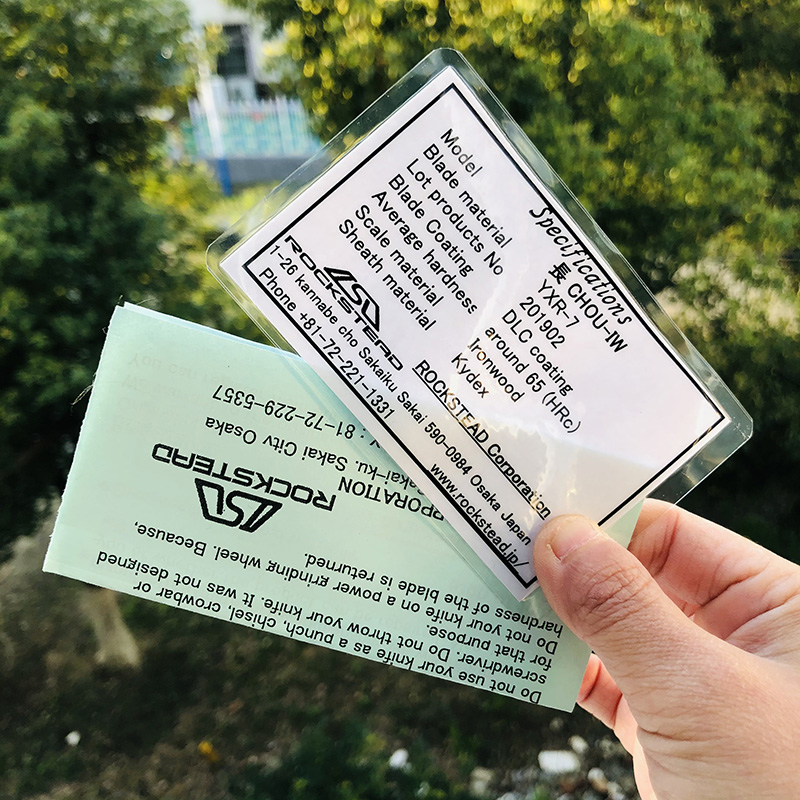 Specifications
Model 長 CHOU-IW
Blade material YXR-7
Lot products No 201902
Blade Coating DLC coating
Average hardness around 65 (HRc)
Scale material Ironwood
Sheath material Kydex
ROCKSTEAD
ROCKSTEAD Corporation
1-26 kannabe cho Sakaiku Sakai 590-0984 Osaka Japan
Phone +81-72-221-1331 www.rockstead.jp/
Do not use your knife as a punch, chisel, crowbar or
screwdriver. Do not throw your knife. It was not designed
for that purpose.
Do not your knife on a power grinding wheel. Because,
hardness of the blade is returned.
ROCKSTEAD
RPORATION
akai-ku. Sakai City Osaka
: 81-72-229-5357